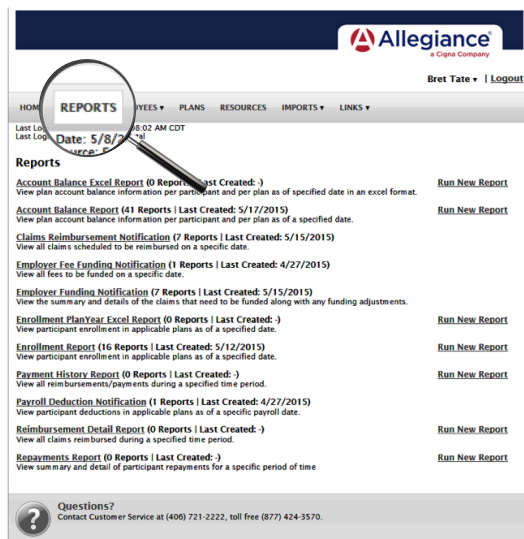 Allegiance®
a Cigna Company
Bret Tate ▾ | Logout
HOM REPORTS OYEES ▾ PLANS RESOURCES IMPORTS ▾ LINKS ▾
Last Log 8:02 AM CDT
Last Log Date: 5/8/2 tal
Reports
Account Balance Excel Report (0 Reports | Last Created: -) Run New Report
View plan account balance information per participant and per plan as of specified date in an excel format.
Account Balance Report (41 Reports | Last Created: 5/17/2015) Run New Report
View plan account balance information per participant and per plan as of a specified date.
Claims Reimbursement Notification (7 Reports | Last Created: 5/15/2015)
View all claims scheduled to be reimbursed on a specific date.
Employer Fee Funding Notification (1 Reports | Last Created: 4/27/2015)
View all fees to be funded on a specific date.
Employer Funding Notification (7 Reports | Last Created: 5/15/2015)
View the summary and details of the claims that need to be funded along with any funding adjustments.
Enrollment PlanYear Excel Report (0 Reports | Last Created: -) Run New Report
View participant enrollment in applicable plans as of a specified date.
Enrollment Report (16 Reports | Last Created: 5/12/2015) Run New Report
View participant enrollment in applicable plans as of a specified date.
Payment History Report (0 Reports | Last Created: -) Run New Report
View all reimbursements/payments during a specified time period.
Payroll Deduction Notification (1 Reports | Last Created: 4/27/2015)
View participant deductions in applicable plans as of a specific payroll date.
Reimbursement Detail Report (0 Reports | Last Created: -) Run New Report
View all claims reimbursed during a specified time period.
Repayments Report (0 Reports | Last Created: -) Run New Report
View summary and detail of participant repayments for a specific period of time
Questions?
Contact Customer Service at (406) 721-2222, toll free (877) 424-3570.